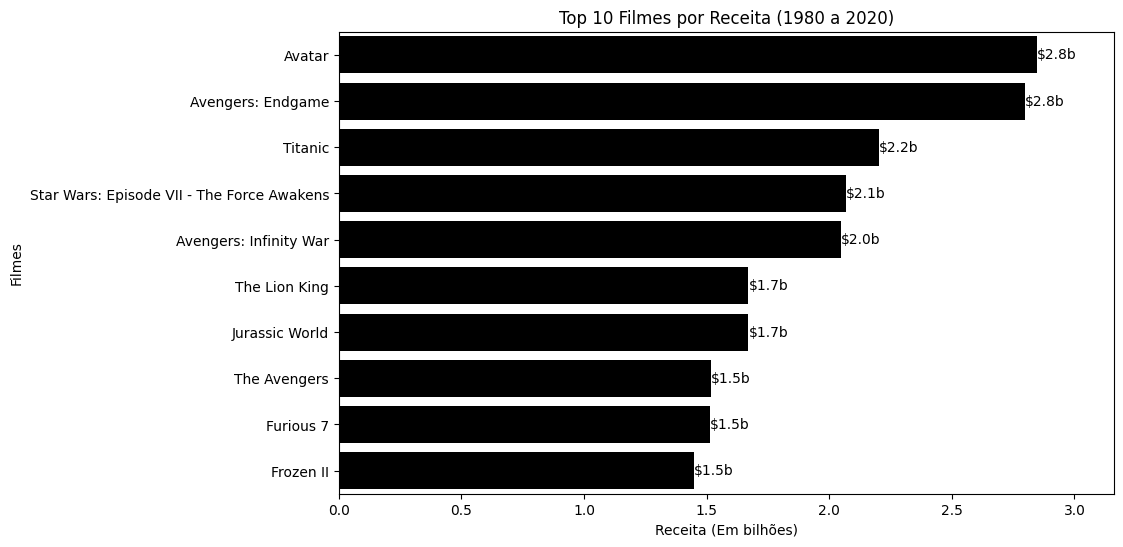 Top 10 Filmes por Receita (1980 a 2020)
Filmes
Avatar $2.8b
Avengers: Endgame $2.8b
Titanic $2.2b
Star Wars: Episode VII - The Force Awakens $2.1b
Avengers: Infinity War $2.0b
The Lion King $1.7b
Jurassic World $1.7b
The Avengers $1.5b
Furious 7 $1.5b
Frozen II $1.5b
0.0 0.5 1.0 1.5 2.0 2.5 3.0
Receita (Em bilhões)